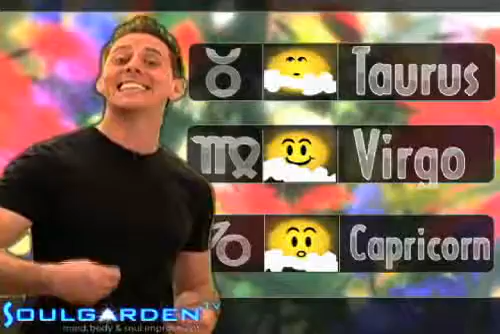 Taurus
Virgo
Capricorn
SOULGARDEN TV
mind, body & soul improvement